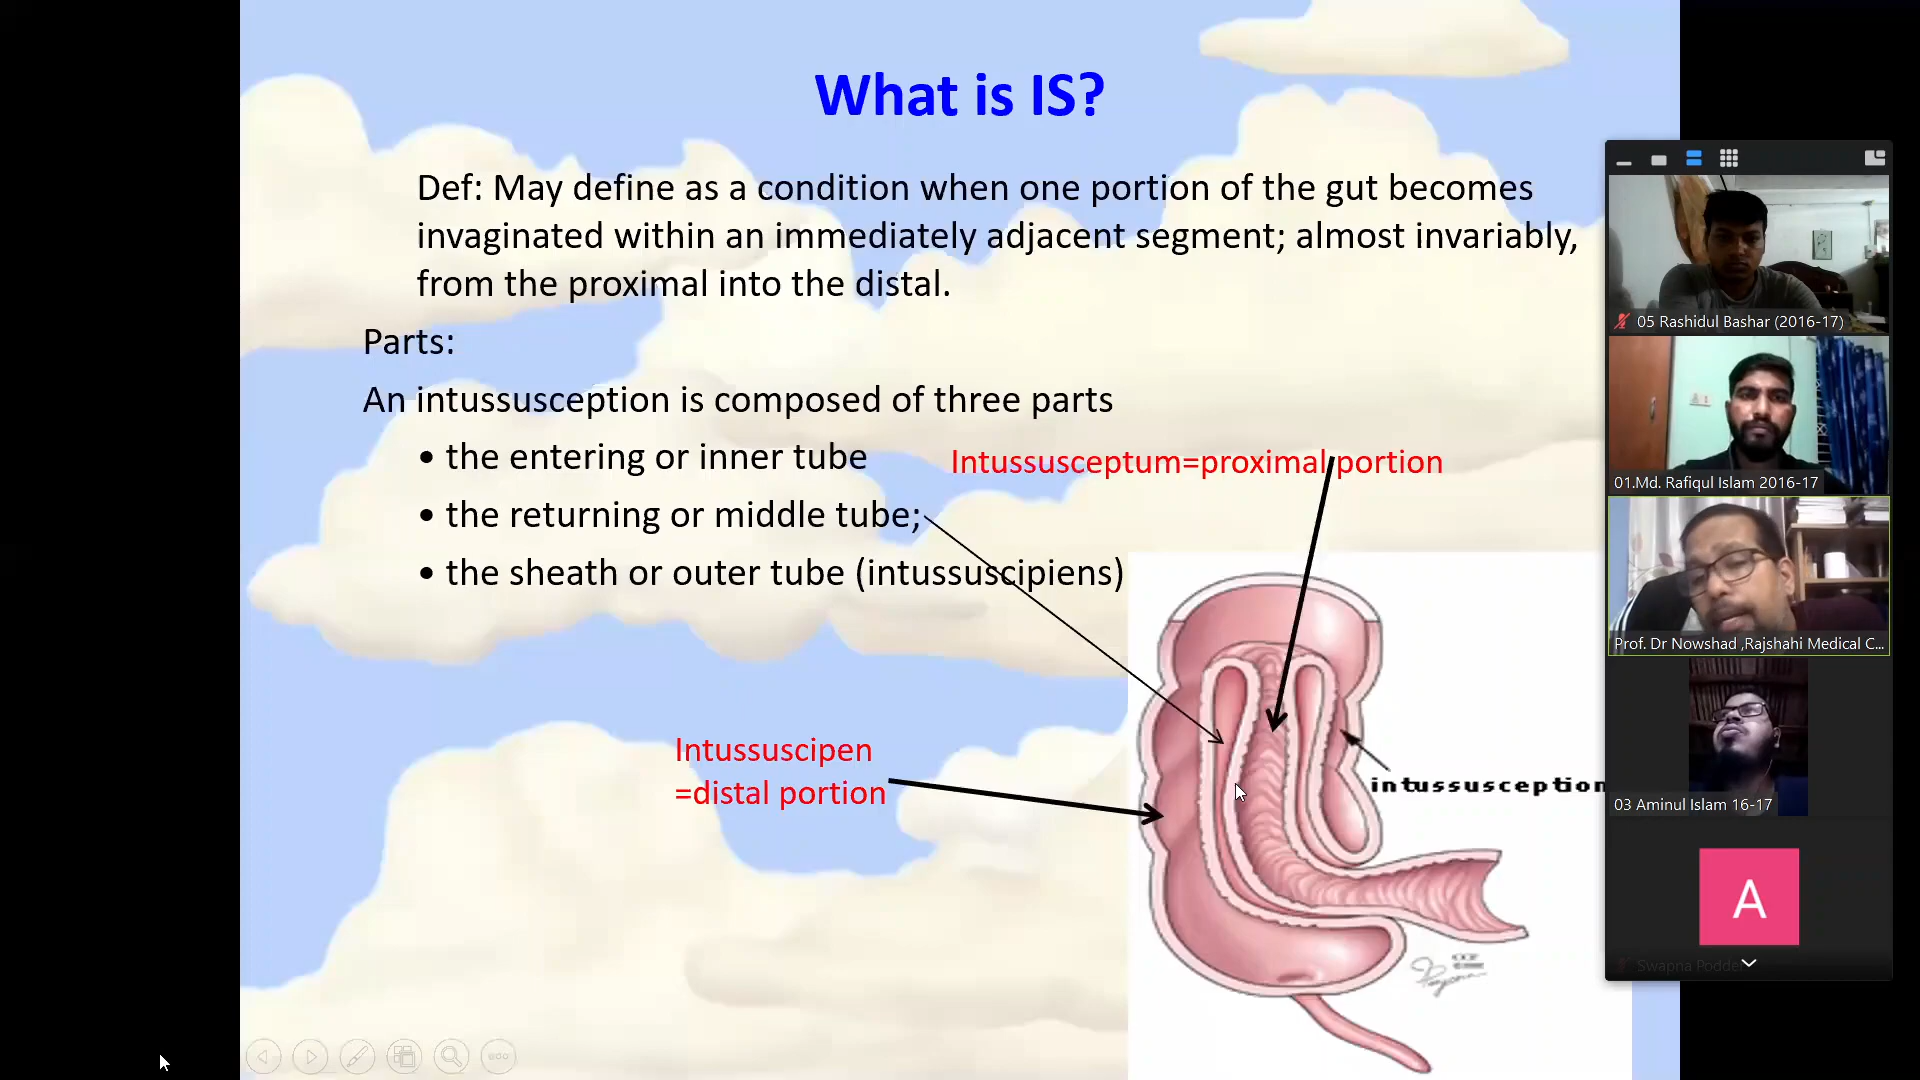 What is IS?
Def: May define as a condition when one portion of the gut becomes
invaginated within an immediately adjacent segment; almost invariably,
from the proximal into the distal.
Parts:
An intussusception is composed of three parts
• the entering or inner tube
Intussusceptum=proximal portion
• the returning or middle tube;
• the sheath or outer tube (intussuscipiens)
Intussuscipen
=distal portion
intussusception
05 Rashidul Bashar (2016-17)
01.Md. Rafiqul Islam 2016-17
Prof. Dr Nowshad ,Rajshahi Medical C...
03 Aminul Islam 16-17
A
Swapna Podder